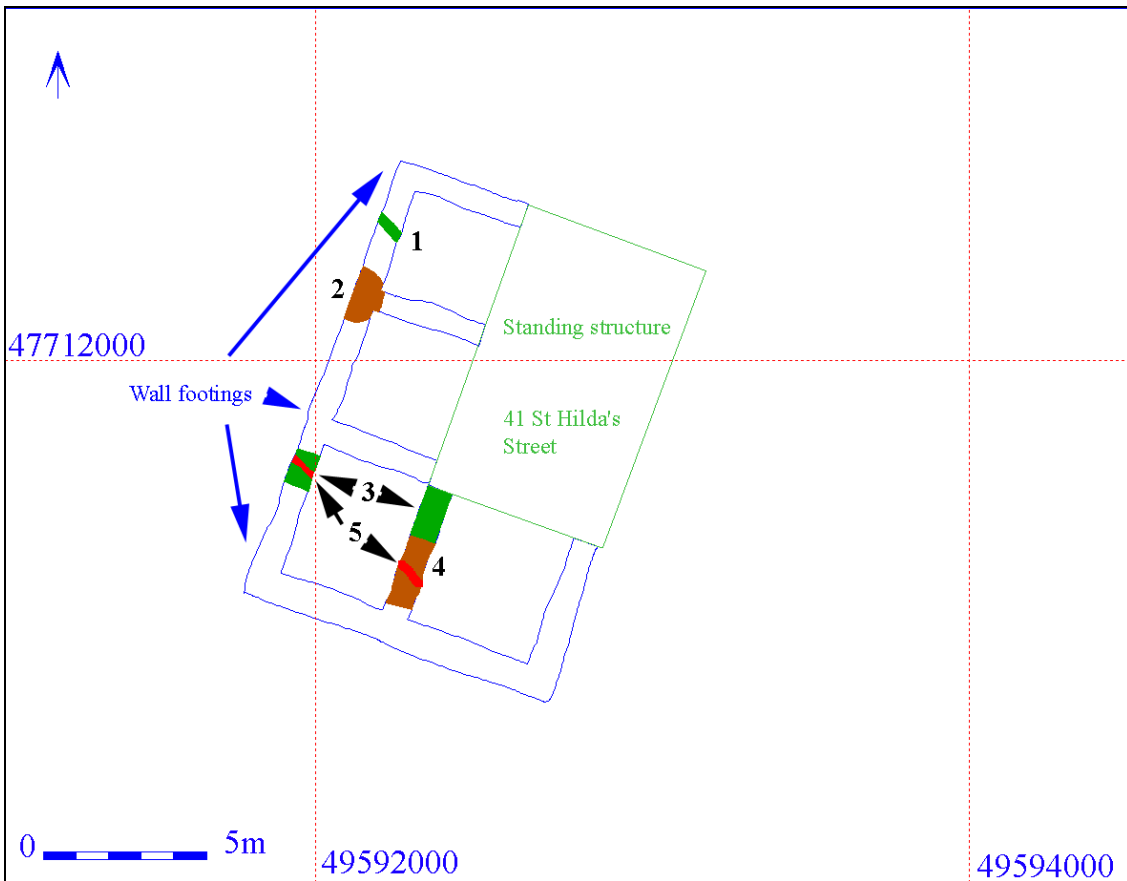 1
2
Standing structure
47712000
Wall footings
41 St Hilda's
Street
3
5
4
0
5m
49592000
49594000